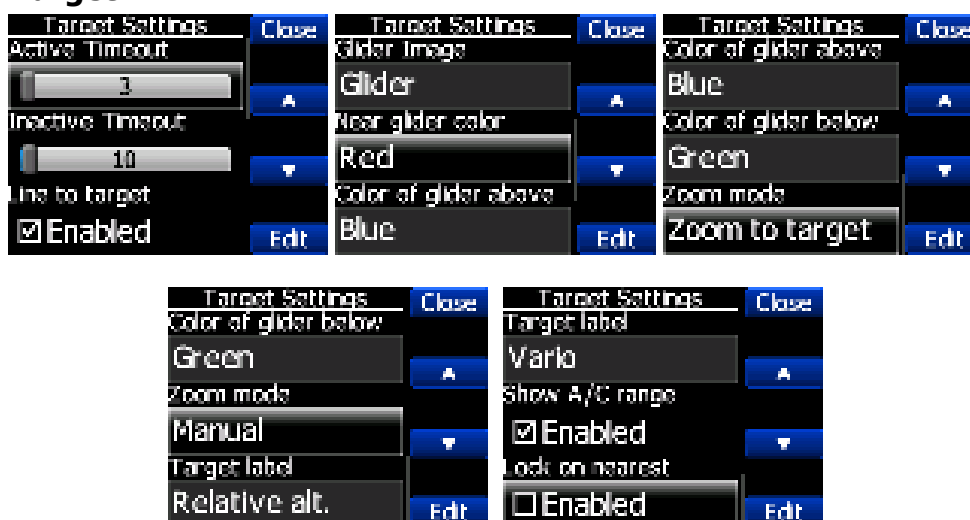 Target Settings
Close
Active Timeout
3
Inactive Timeout
10
Line to target
Enabled
Edit
Target Settings
Close
Glider Image
Glider
Near glider color
Red
Color of glider above
Blue
Edit
Target Settings
Close
Color of glider above
Blue
Color of glider below
Green
Zoom mode
Zoom to target
Edit
Target Settings
Close
Color of glider below
Green
Zoom mode
Manual
Target label
Relative alt.
Edit
Target Settings
Close
Target label
Vario
Show A/C range
Enabled
Lock on nearest
Enabled
Edit